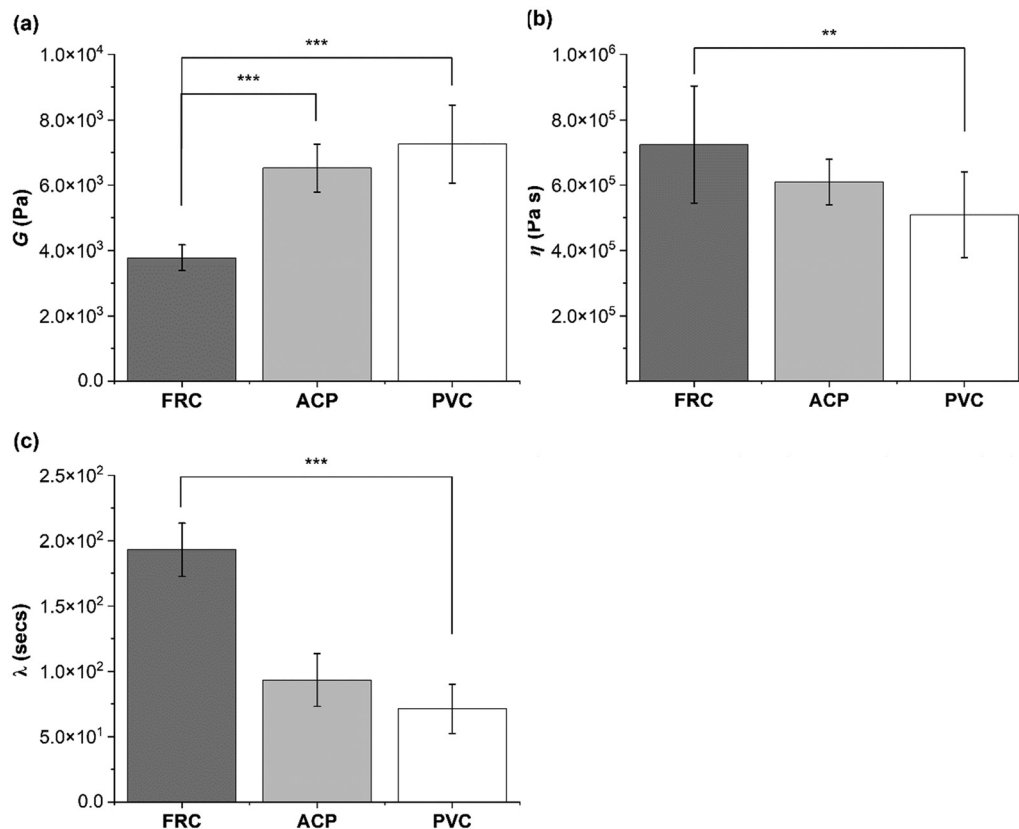 (a)
***
***
1.0×10⁴
8.0×10³
6.0×10³
4.0×10³
2.0×10³
0.0
G (Pa)
FRC ACP PVC
(b)
**
1.0×10⁶
8.0×10⁵
6.0×10⁵
4.0×10⁵
2.0×10⁵
η (Pa s)
FRC ACP PVC
(c)
***
2.5×10²
2.0×10²
1.5×10²
1.0×10²
5.0×10¹
0.0
λ (secs)
FRC ACP PVC